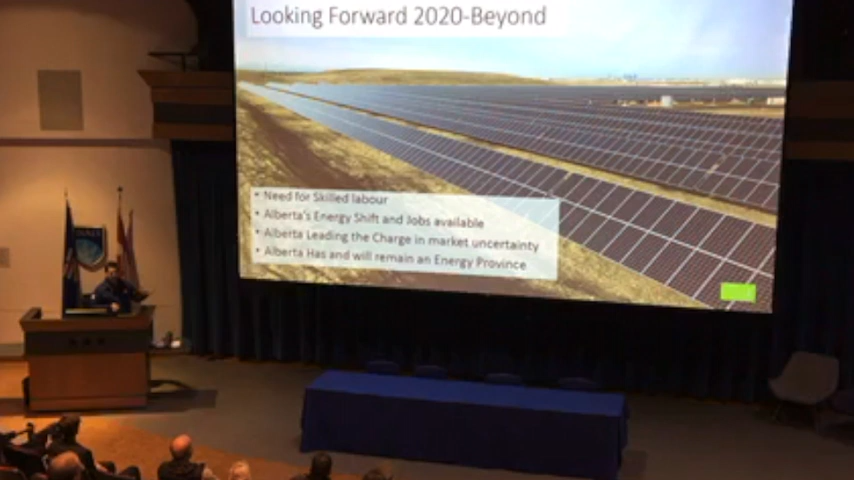 Looking Forward 2020-Beyond
• Need for Skilled labour
• Alberta's Energy Shift and Jobs available
• Alberta Leading the Charge in market uncertainty
• Alberta Has and will remain an Energy Province